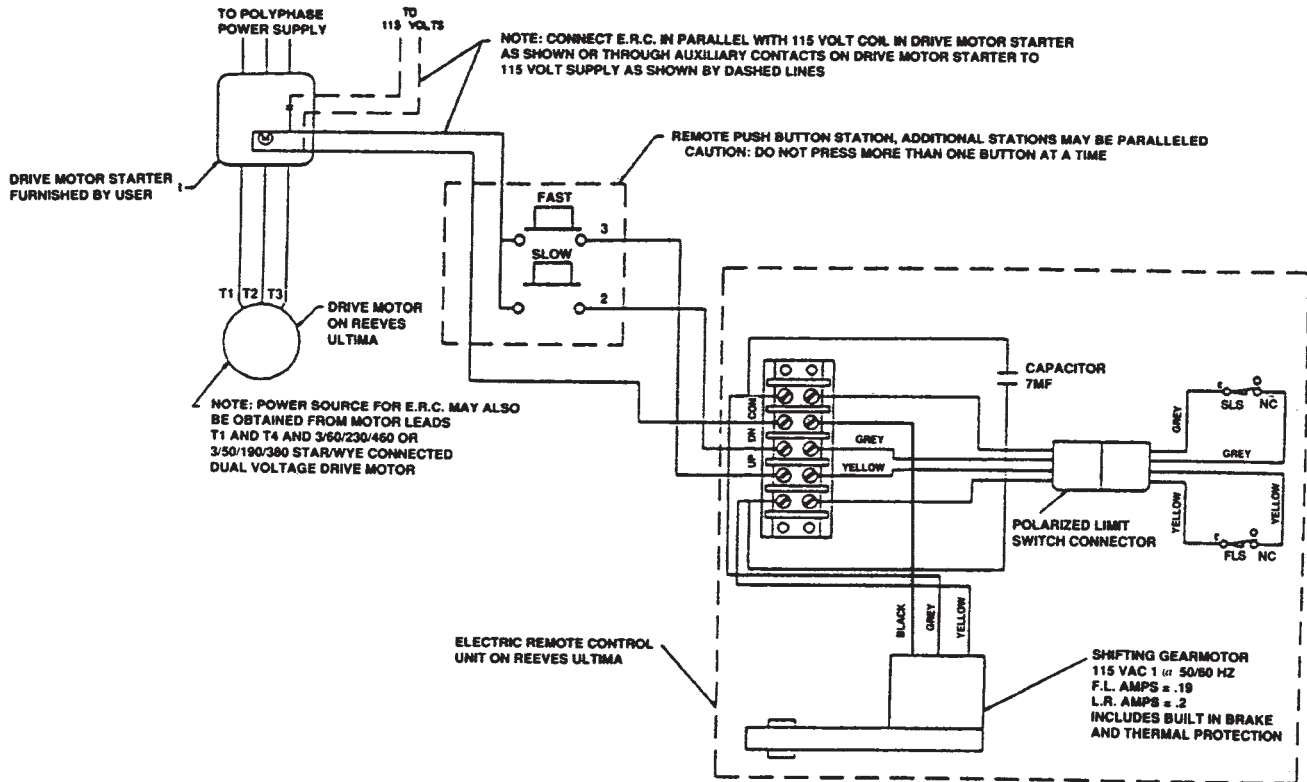 TO POLYPHASE
POWER SUPPLY
TO
115 VOLTS
NOTE: CONNECT E.R.C. IN PARALLEL WITH 115 VOLT COIL IN DRIVE MOTOR STARTER
AS SHOWN OR THROUGH AUXILIARY CONTACTS ON DRIVE MOTOR STARTER TO
115 VOLT SUPPLY AS SHOWN BY DASHED LINES
REMOTE PUSH BUTTON STATION, ADDITIONAL STATIONS MAY BE PARALLELED
CAUTION: DO NOT PRESS MORE THAN ONE BUTTON AT A TIME
DRIVE MOTOR STARTER
FURNISHED BY USER
FAST
3
SLOW
2
T1 T2 T3
DRIVE MOTOR
ON REEVES
ULTIMA
NOTE: POWER SOURCE FOR E.R.C. MAY ALSO
BE OBTAINED FROM MOTOR LEADS
T1 AND T4 AND 3/60/230/460 OR
3/50/190/380 STAR/WYE CONNECTED
DUAL VOLTAGE DRIVE MOTOR
CAPACITOR
7MF
COM
DN
UP
GREY
YELLOW
SLS NC
GREY
GREY
YELLOW
YELLOW
FLS NC
POLARIZED LIMIT
SWITCH CONNECTOR
BLACK
GREY
YELLOW
ELECTRIC REMOTE CONTROL
UNIT ON REEVES ULTIMA
SHIFTING GEARMOTOR
115 VAC 1 @ 50/60 HZ
F.L. AMPS = .19
L.R. AMPS = .2
INCLUDES BUILT IN BRAKE
AND THERMAL PROTECTION